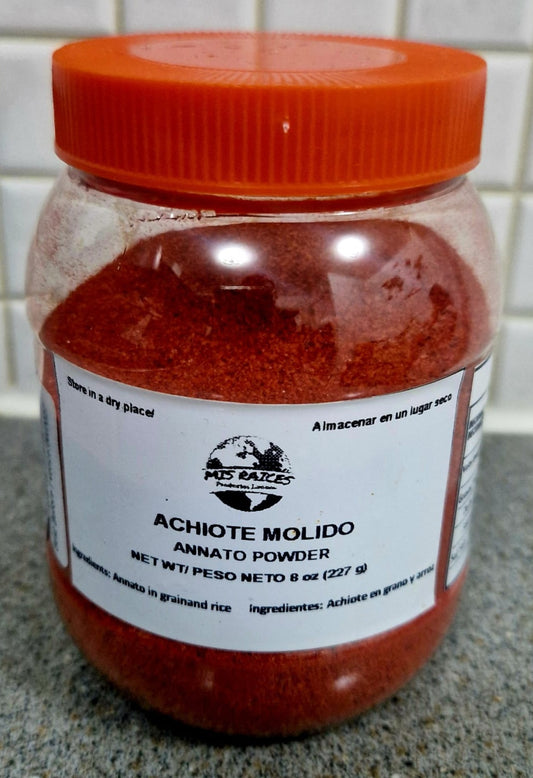 Store in a dry place/
Almacenar en un lugar seco
MIS RAICES
ACHIOTE MOLIDO
ANNATO POWDER
NET WT/ PESO NETO 8 oz (227 g)
Ingredients: Annato in grainand rice
ingredientes: Achiote en grano y arroz